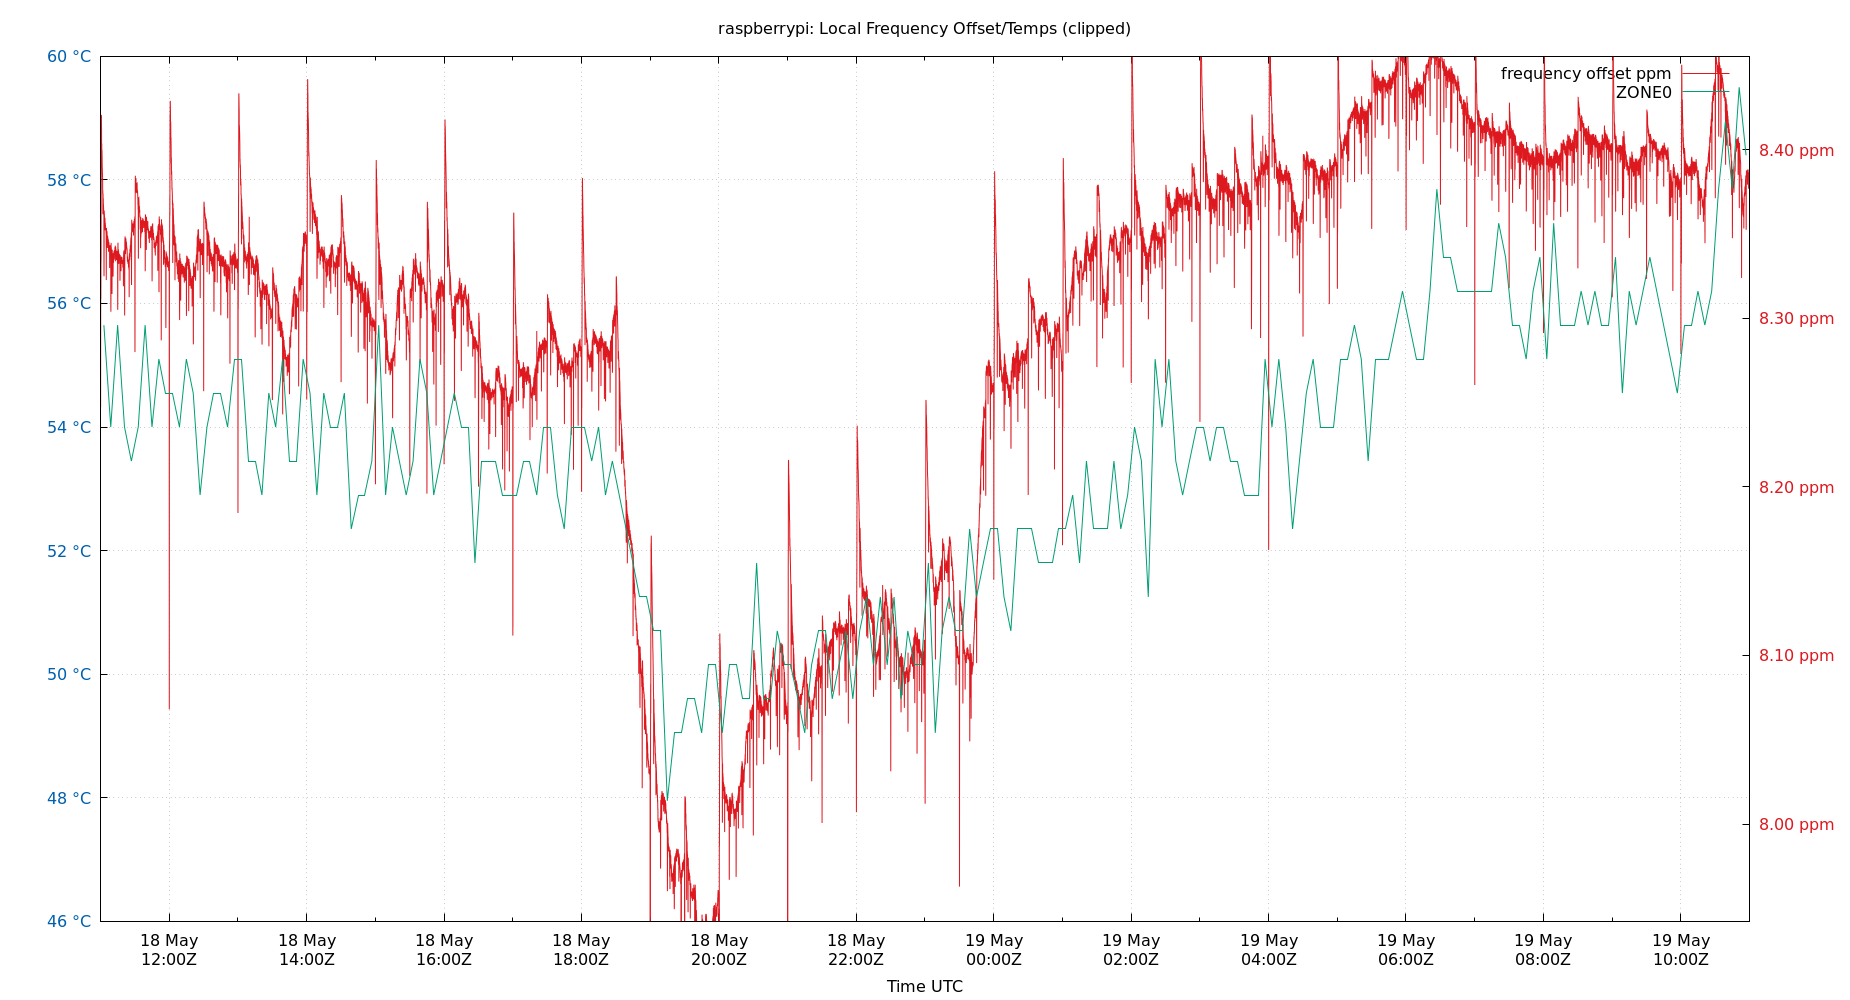 raspberrypi: Local Frequency Offset/Temps (clipped)
60 °C
58 °C
56 °C
54 °C
52 °C
50 °C
48 °C
46 °C
frequency offset ppm
ZONE0
8.40 ppm
8.30 ppm
8.20 ppm
8.10 ppm
8.00 ppm
18 May 18 May 18 May 18 May 18 May 18 May 19 May 19 May 19 May 19 May 19 May 19 May
12:00Z 14:00Z 16:00Z 18:00Z 20:00Z 22:00Z 00:00Z 02:00Z 04:00Z 06:00Z 08:00Z 10:00Z
Time UTC